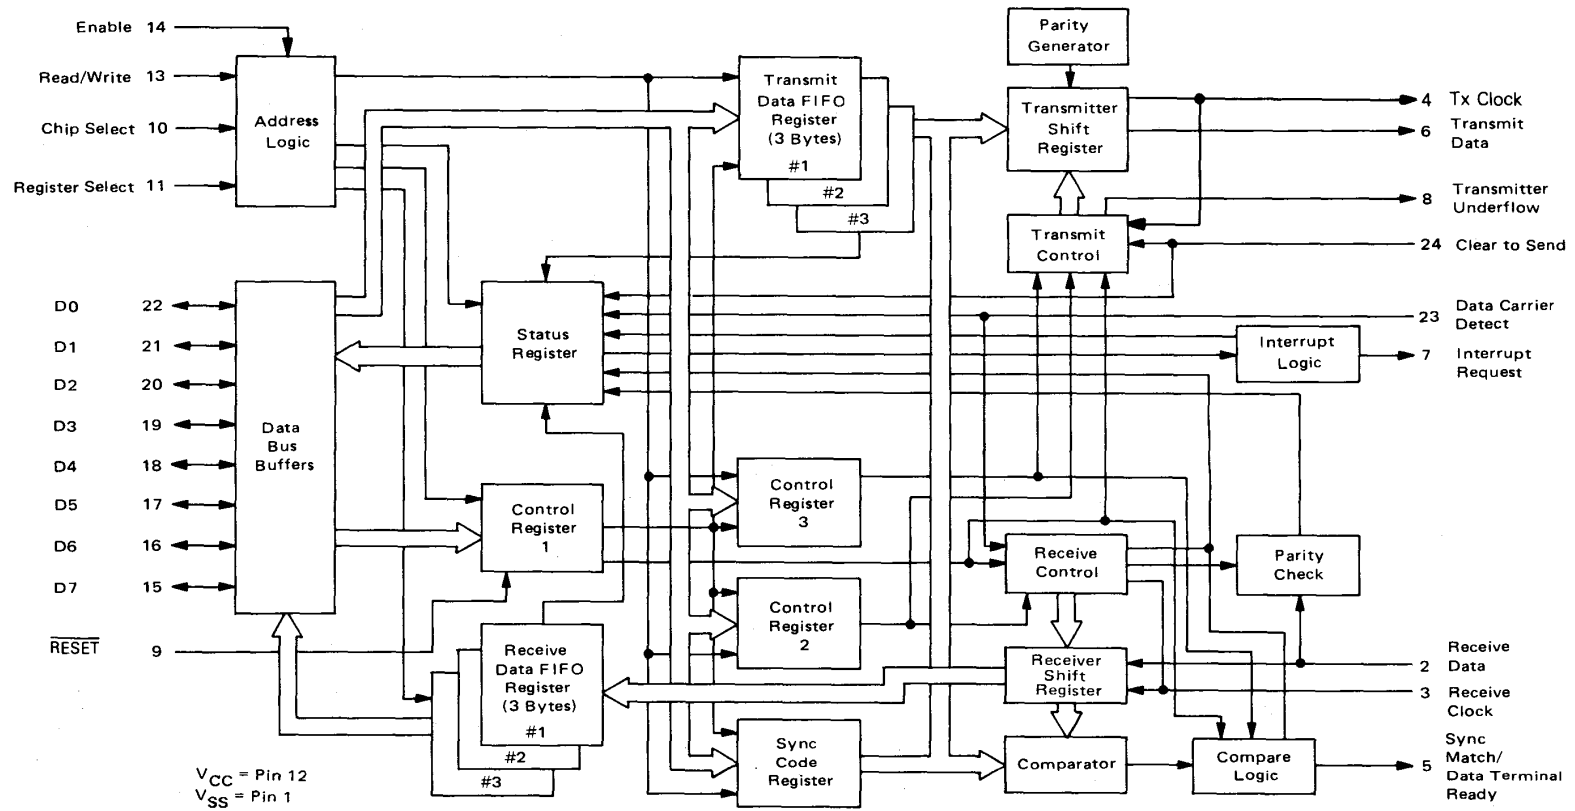 Enable 14
Read/Write 13
Chip Select 10
Register Select 11
Address
Logic
D0 22
D1 21
D2 20
D3 19
D4 18
D5 17
D6 16
D7 15
Data
Bus
Buffers
RESET 9
VCC = Pin 12
VSS = Pin 1
Status
Register
Control
Register
1
Receive
Data FIFO
Register
(3 Bytes)
#1
#2
#3
Transmit
Data FIFO
Register
(3 Bytes)
#1
#2
#3
Control
Register
3
Control
Register
2
Sync
Code
Register
Parity
Generator
Transmitter
Shift
Register
Transmit
Control
Receive
Control
Receiver
Shift
Register
Comparator
Interrupt
Logic
Parity
Check
Compare
Logic
4 Tx Clock
6 Transmit
Data
8 Transmitter
Underflow
24 Clear to Send
23 Data Carrier
Detect
7 Interrupt
Request
2 Receive
Data
3 Receive
Clock
5 Sync
Match/
Data Terminal
Ready